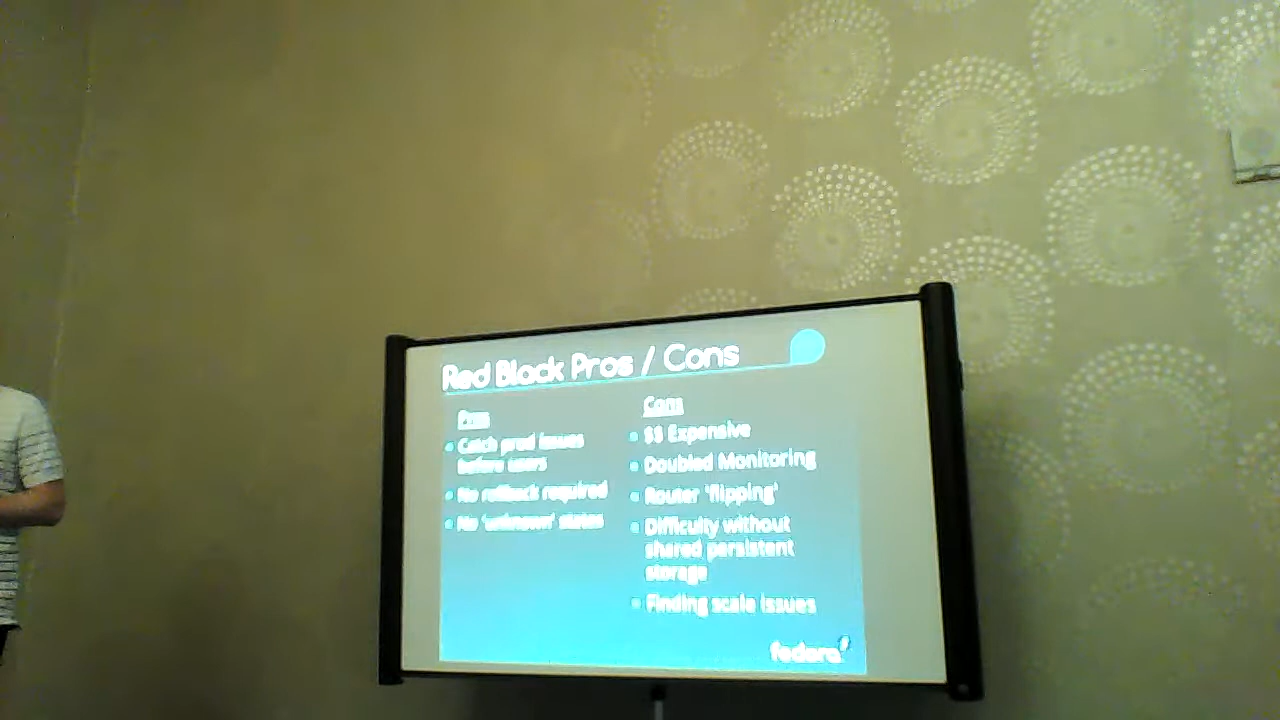 Red Black Pros / Cons
Pros
Catch prod issues
before users
No rollback required
No 'unknown' states
Cons
$$ Expensive
Doubled Monitoring
Router 'flipping'
Difficulty without
shared persistent
storage
Finding scale issues
fedora